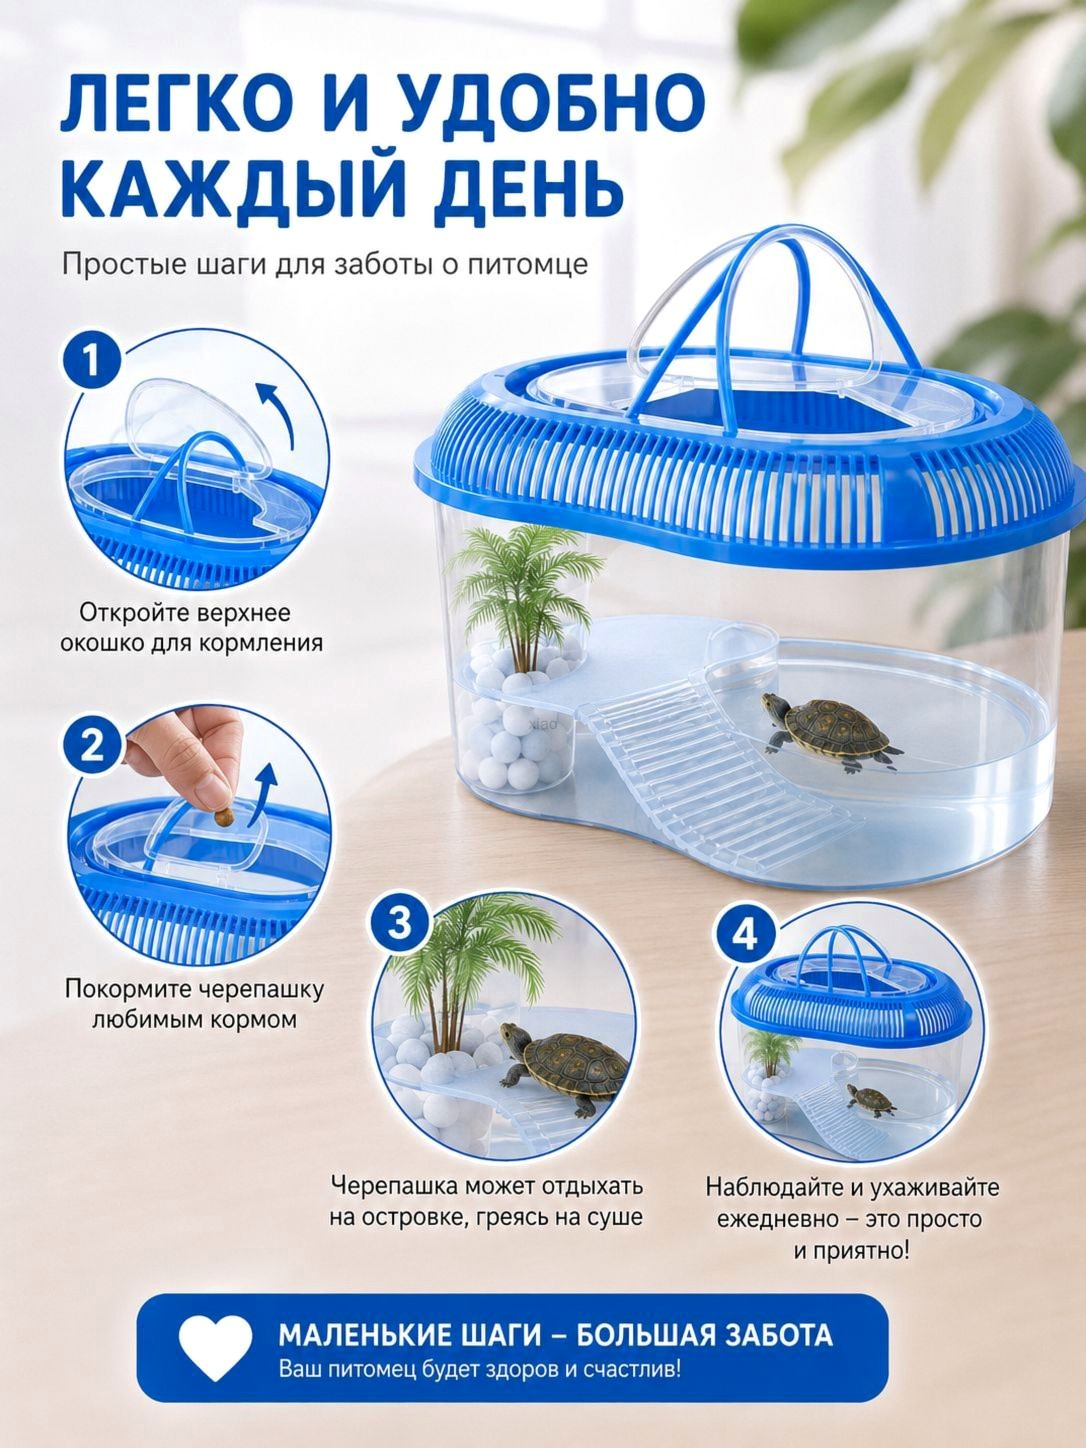 ЛЕГКО И УДОБНО
КАЖДЫЙ ДЕНЬ
Простые шаги для заботы о питомце
1
Откройте верхнее
окошко для кормления
2
Покормите черепашку
любимым кормом
xiao
3
Черепашка может отдыхать
на островке, греясь на суше
4
Наблюдайте и ухаживайте
ежедневно – это просто
и приятно!
МАЛЕНЬКИЕ ШАГИ – БОЛЬШАЯ ЗАБОТА
Ваш питомец будет здоров и счастлив!